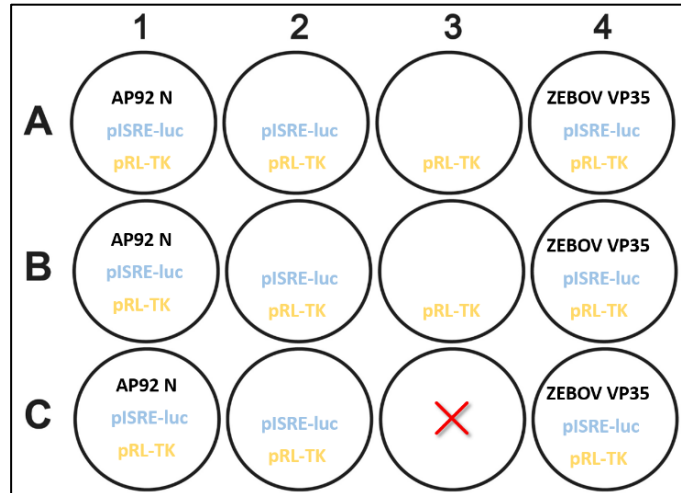 1 2 3 4
A
AP92 N
pISRE-luc
pRL-TK
pISRE-luc
pRL-TK
pRL-TK
ZEBOV VP35
pISRE-luc
pRL-TK
B
AP92 N
pISRE-luc
pRL-TK
pISRE-luc
pRL-TK
pRL-TK
ZEBOV VP35
pISRE-luc
pRL-TK
C
AP92 N
pISRE-luc
pRL-TK
pISRE-luc
pRL-TK
ZEBOV VP35
pISRE-luc
pRL-TK